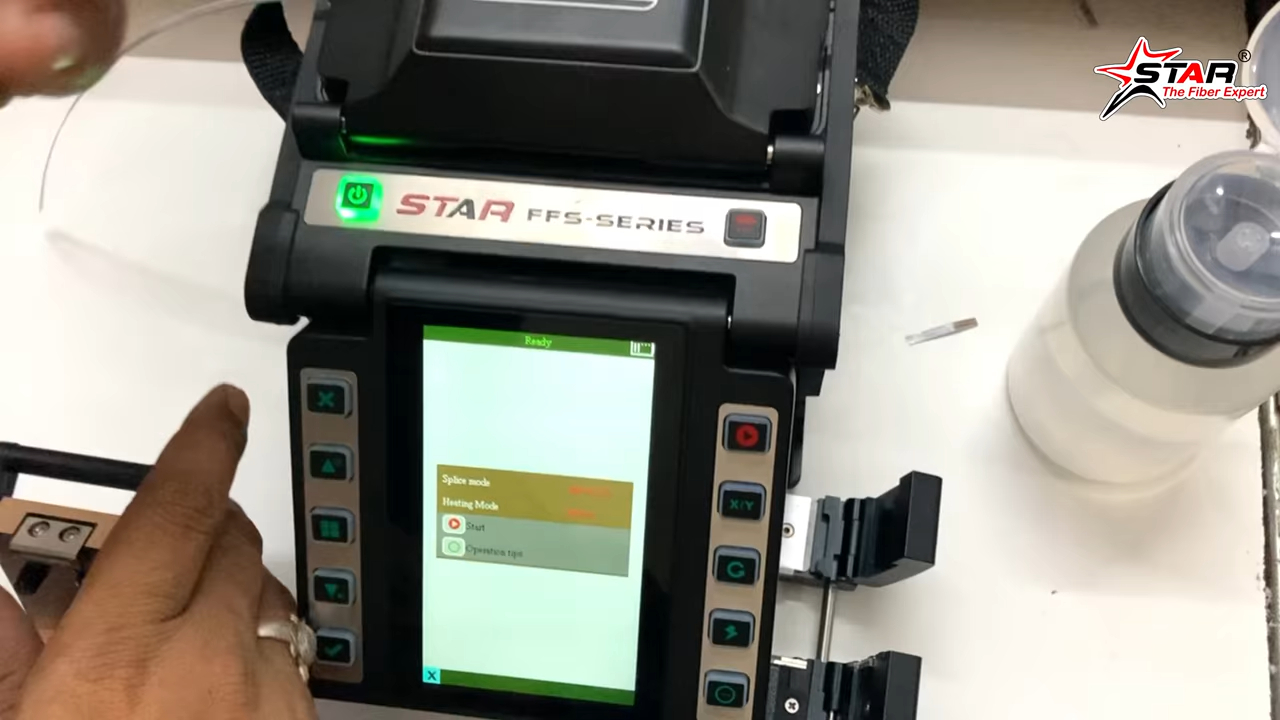 STAR ®
The Fiber Expert
STAR FFS-SERIES
Ready
Splice mode
Heating Mode
Start
Operation tips
X
X/Y